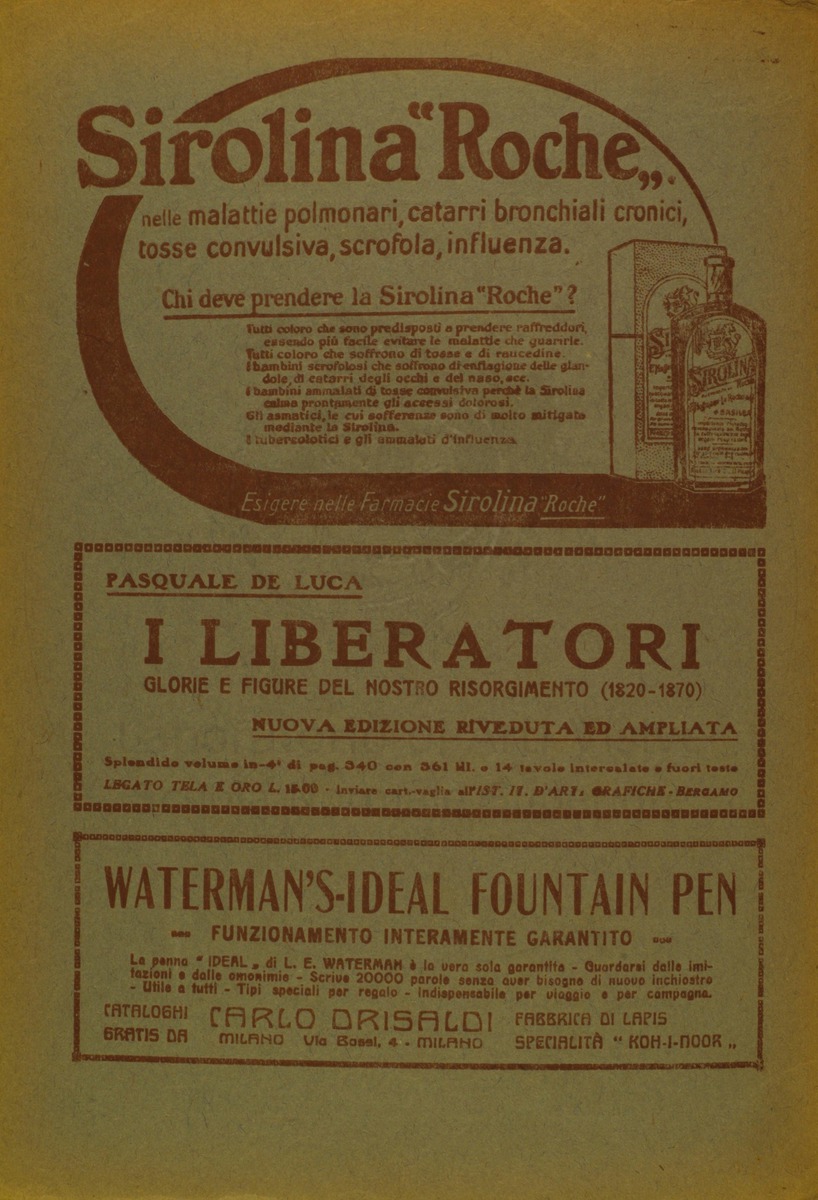 Sirolina “Roche„.
nelle malattie polmonari, catarri bronchiali cronici,
tosse convulsiva, scrofola, influenza.
Chi deve prendere la Sirolina "Roche"?
Tutti coloro che sono predisposti a prendere raffreddori,
essendo più facile evitare le malattie che guarirle.
Tutti coloro che soffrono di tosse e di raucedine.
I bambini scrofolosi che soffrono di enfiagione delle glan-
dole, di catarri degli occhi e del naso, ecc.
I bambini ammalati di tosse convulsiva perchè la Sirolina
calma prontamente gli accessi dolorosi.
Gli asmatici, le cui sofferenze sono di molto mitigate
mediante la Sirolina.
I tubercolotici e gli ammalati d'influenza.
SIROLINA
Esigere nelle Farmacie Sirolina "Roche"
PASQUALE DE LUCA
I LIBERATORI
GLORIE E FIGURE DEL NOSTRO RISORGIMENTO (1820-1870)
NUOVA EDIZIONE RIVEDUTA ED AMPLIATA
Splendido volume in-4° di pag. 340 con 361 ill. e 14 tavole intercalate e fuori testo
LEGATO TELA E ORO L. - Inviare cart.-vaglia all'IST. IT. D'ARTI GRAFICHE - BERGAMO
WATERMAN'S-IDEAL FOUNTAIN PEN
FUNZIONAMENTO INTERAMENTE GARANTITO
La penna “ IDEAL „ di L. E. WATERMAN è la vera sola garantita - Guardarsi dalle imi-
tazioni e dalle omonimie - Scrive 20000 parole senza aver bisogno di nuovo inchiostro
- Utile a tutti - Tipi speciali per regalo - Indispensabile per viaggio e per campagna.
CATALOGHI
GRATIS DA
CARLO DRISALDI
MILANO Via Bossi, 4 - MILANO
FABBRICA DI LAPIS
SPECIALITÀ “ KOH-I-NOOR „